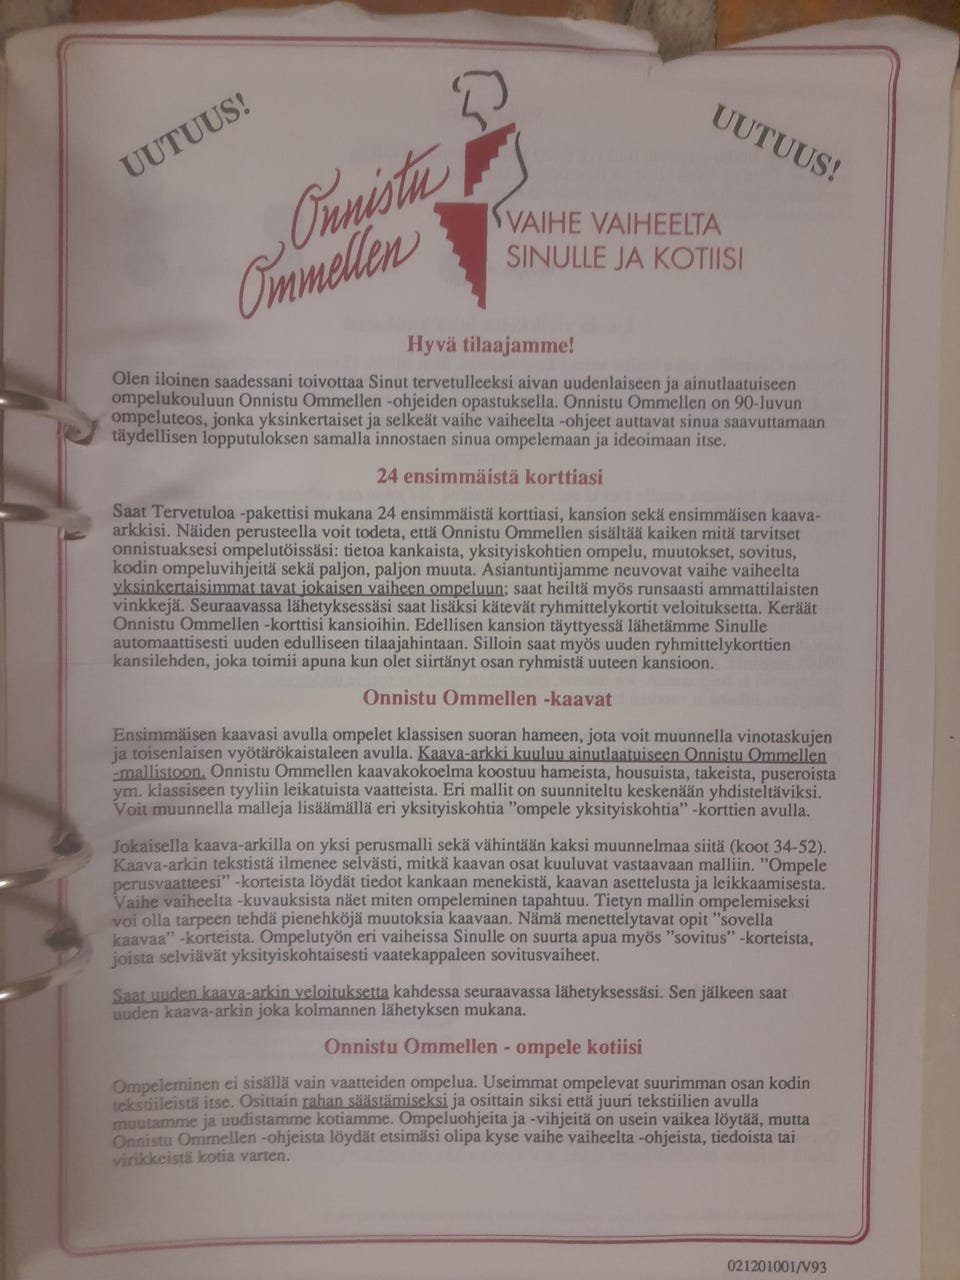 UUTUUS!
UUTUUS!
Onnistu
Ommellen
VAIHE VAIHEELTA
SINULLE JA KOTIISI
Hyvä tilaajamme!
Olen iloinen saadessani toivottaa Sinut tervetulleeksi aivan uudenlaiseen ja ainutlaatuiseen
ompelukouluun Onnistu Ommellen -ohjeiden opastuksella. Onnistu Ommellen on 90-luvun
ompeluteos, jonka yksinkertaiset ja selkeät vaihe vaiheelta -ohjeet auttavat sinua saavuttamaan
täydellisen lopputuloksen samalla innostaen sinua ompelemaan ja ideoimaan itse.
24 ensimmäistä korttiasi
Saat Tervetuloa -pakettisi mukana 24 ensimmäistä korttiasi, kansion sekä ensimmäisen kaava-
arkkisi. Näiden perusteella voit todeta, että Onnistu Ommellen sisältää kaiken mitä tarvitset
onnistuaksesi ompelutöissäsi: tietoa kankaista, yksityiskohtien ompelu, muutokset, sovitus,
kodin ompeluvihjeitä sekä paljon, paljon muuta. Asiantuntijamme neuvovat vaihe vaiheelta
yksinkertaisimmat tavat jokaisen vaiheen ompeluun; saat heiltä myös runsaasti ammattilaisten
vinkkejä. Seuraavassa lähetyksessäsi saat lisäksi kätevät ryhmittelykortit veloituksetta. Keräät
Onnistu Ommellen -korttisi kansioihin. Edellisen kansion täyttyessä lähetämme Sinulle
automaattisesti uuden edulliseen tilaajahintaan. Silloin saat myös uuden ryhmittelykorttien
kansilehden, joka toimii apuna kun olet siirtänyt osan ryhmistä uuteen kansioon.
Onnistu Ommellen -kaavat
Ensimmäisen kaavasi avulla ompelet klassisen suoran hameen, jota voit muunnella vinotaskujen
ja toisenlaisen vyötärökaistaleen avulla. Kaava-arkki kuuluu ainutlaatuiseen Onnistu Ommellen
-mallistoon. Onnistu Ommellen kaavakokoelma koostuu hameista, housuista, takeista, puseroista
ym. klassiseen tyyliin leikatuista vaatteista. Eri mallit on suunniteltu keskenään yhdisteltäviksi.
Voit muunnella malleja lisäämällä eri yksityiskohtia ”ompele yksityiskohtia” -korttien avulla.
Jokaisella kaava-arkilla on yksi perusmalli sekä vähintään kaksi muunnelmaa siitä (koot 34-52).
Kaava-arkin tekstistä ilmenee selvästi, mitkä kaavan osat kuuluvat vastaavaan malliin. ”Ompele
perusvaatteesi” -korteista löydät tiedot kankaan menekistä, kaavan asettelusta ja leikkaamisesta.
Vaihe vaiheelta -kuvauksista näet miten ompeleminen tapahtuu. Tietyn mallin ompelemiseksi
voi olla tarpeen tehdä pienehköjä muutoksia kaavaan. Nämä menettelytavat opit ”sovella
kaavaa” -korteista. Ompelutyön eri vaiheissa Sinulle on suurta apua myös ”sovitus” -korteista,
joista selviävät yksityiskohtaisesti vaatekappaleen sovitusvaiheet.
Saat uuden kaava-arkin veloituksetta kahdessa seuraavassa lähetyksessäsi. Sen jälkeen saat
uuden kaava-arkin joka kolmannen lähetyksen mukana.
Onnistu Ommellen - ompele kotiisi
Ompeleminen ei sisällä vain vaatteiden ompelua. Useimmat ompelevat suurimman osan kodin
tekstiileistä itse. Osittain rahan säästämiseksi ja osittain siksi että juuri tekstiilien avulla
muutamme ja uudistamme kotiamme. Ompeluohjeita ja -vihjeitä on usein vaikea löytää, mutta
Onnistu Ommellen -ohjeista löydät etsimäsi olipa kyse vaihe vaiheelta -ohjeista, tiedoista tai
virikkeistä kotia varten.
021201001/V93